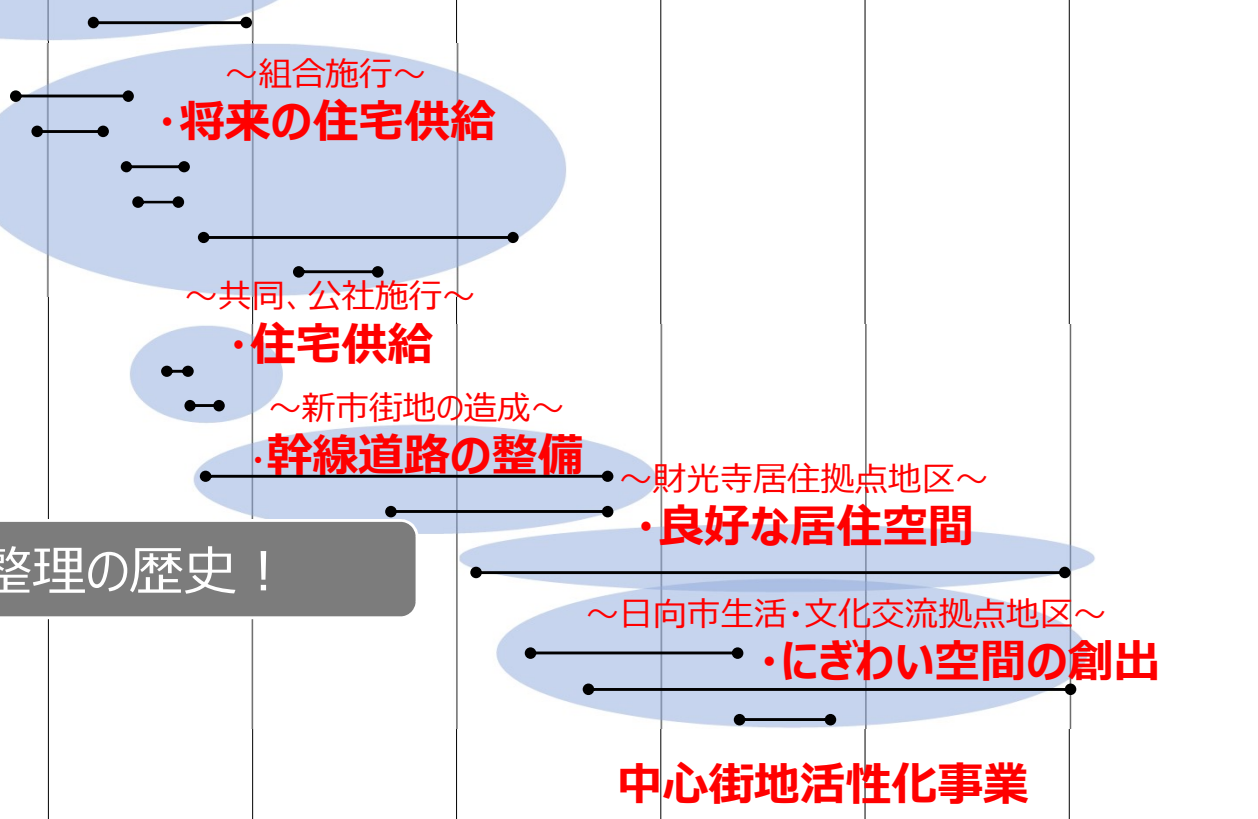 ～組合施行～
・将来の住宅供給
～共同、公社施行～
・住宅供給
～新市街地の造成～
・幹線道路の整備
～財光寺居住拠点地区～
・良好な居住空間
整理の歴史！
～日向市生活・文化交流拠点地区～
・にぎわい空間の創出
中心街地活性化事業